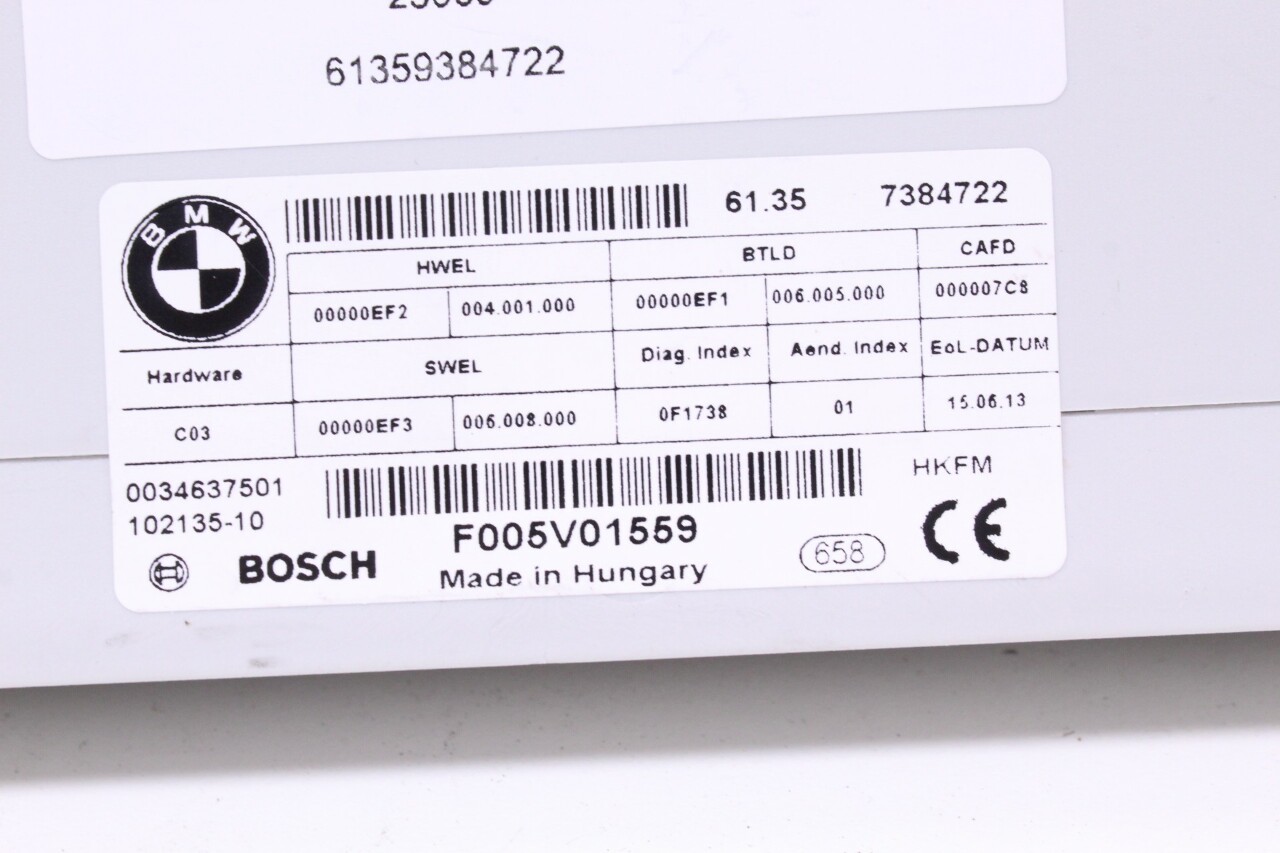 61359384722
BMW
61.35 7384722
HWEL BTLD CAFD
00000EF2 004.001.000 00000EF1 006.005.000 000007C8
Hardware SWEL Diag. Index Aend. Index EoL-DATUM
C03 00000EF3 006.008.000 0F1738 01 15.06.13
0034637501 HKFM
102135-10
F005V01559
BOSCH
Made in Hungary
658
CE